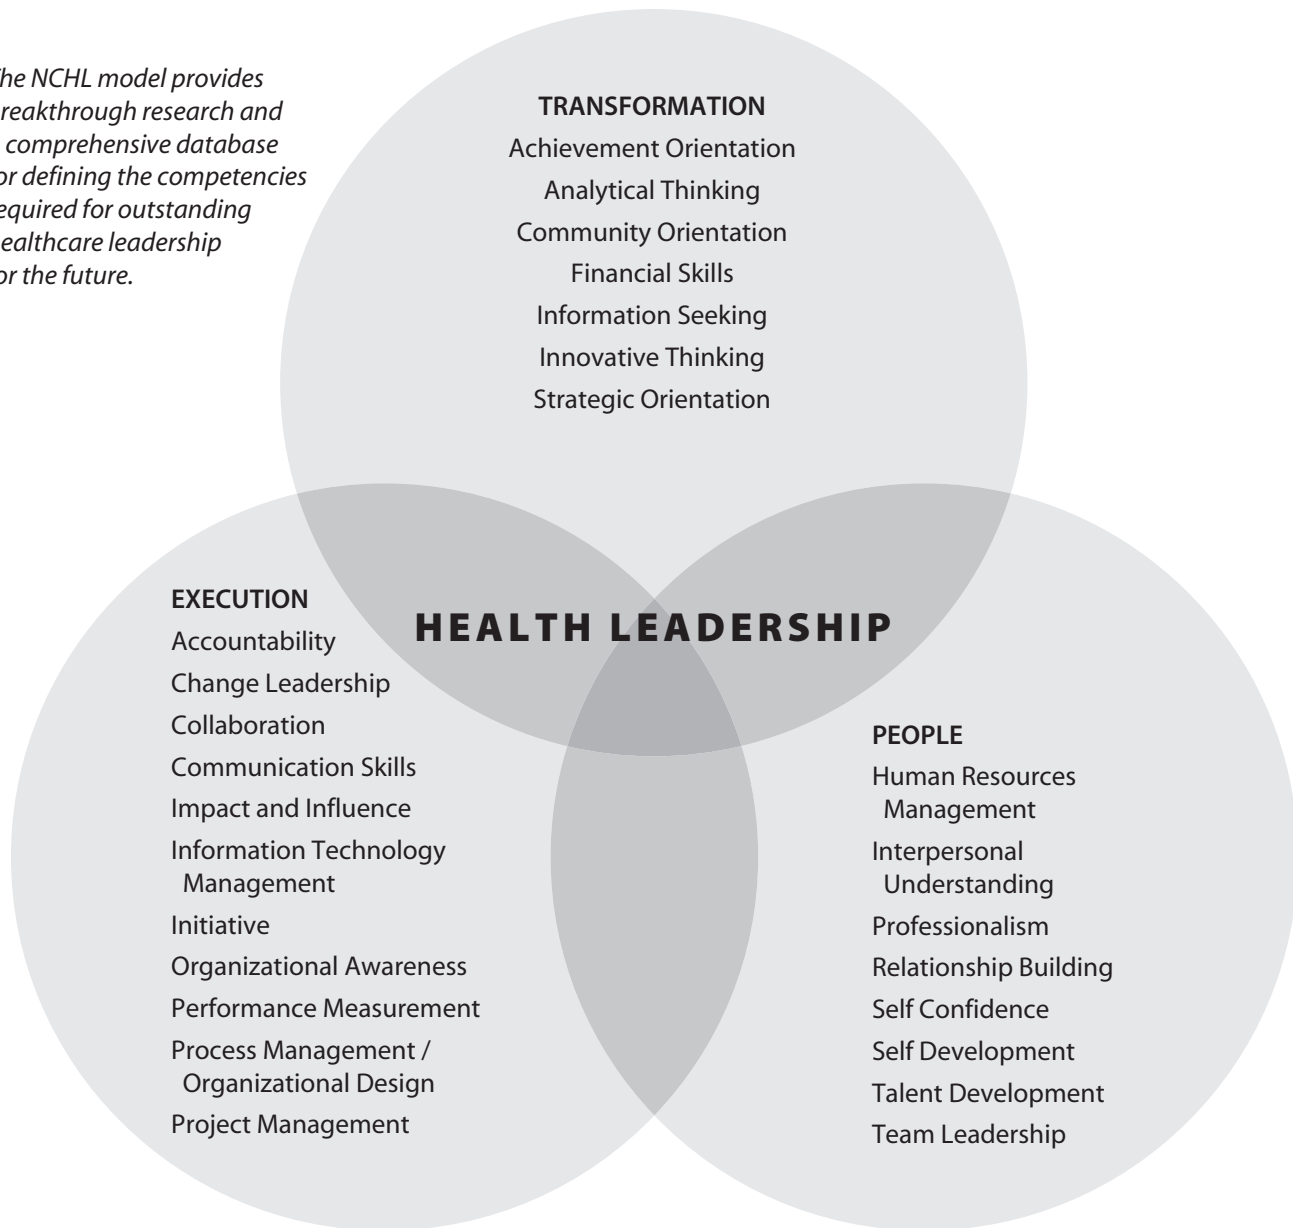 he NCHL model provides
reakthrough research and
comprehensive database
or defining the competencies
equired for outstanding
ealthcare leadership
or the future.
TRANSFORMATION
Achievement Orientation
Analytical Thinking
Community Orientation
Financial Skills
Information Seeking
Innovative Thinking
Strategic Orientation
HEALTH LEADERSHIP
EXECUTION
Accountability
Change Leadership
Collaboration
Communication Skills
Impact and Influence
Information Technology
Management
Initiative
Organizational Awareness
Performance Measurement
Process Management /
Organizational Design
Project Management
PEOPLE
Human Resources
Management
Interpersonal
Understanding
Professionalism
Relationship Building
Self Confidence
Self Development
Talent Development
Team Leadership